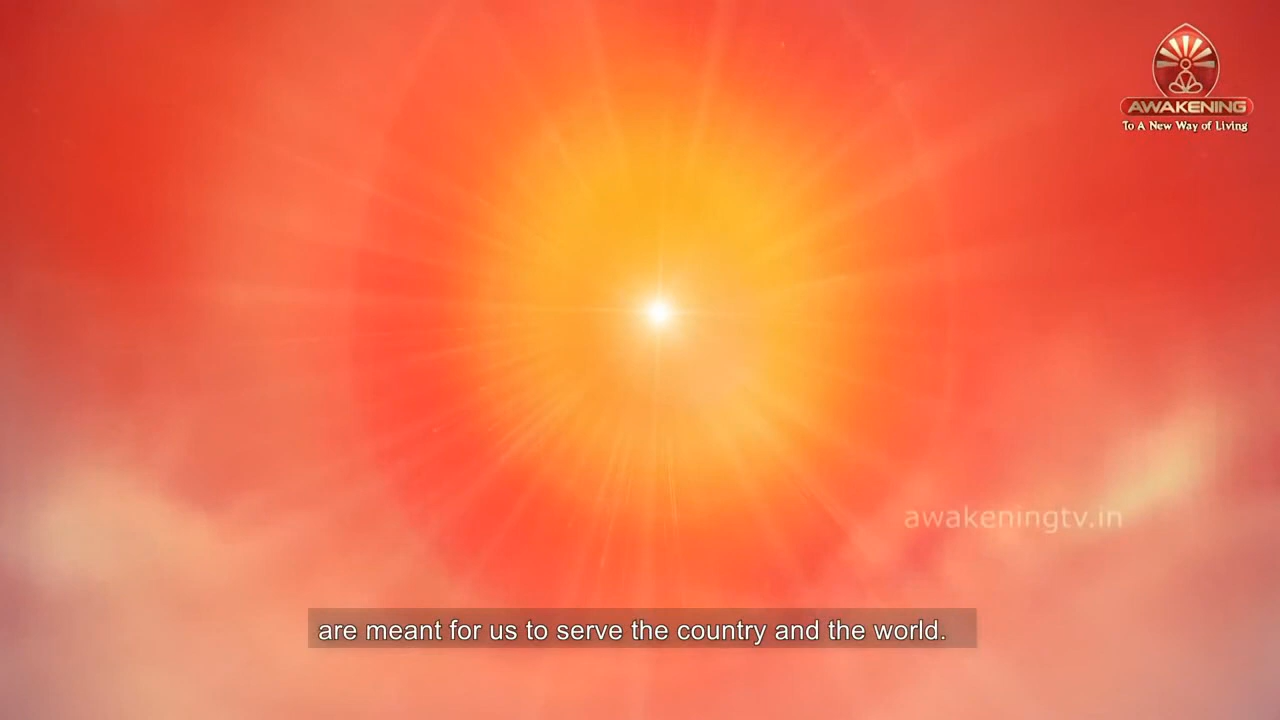 AWAKENING
To A New Way of Living
awakeningtv.in
are meant for us to serve the country and the world.